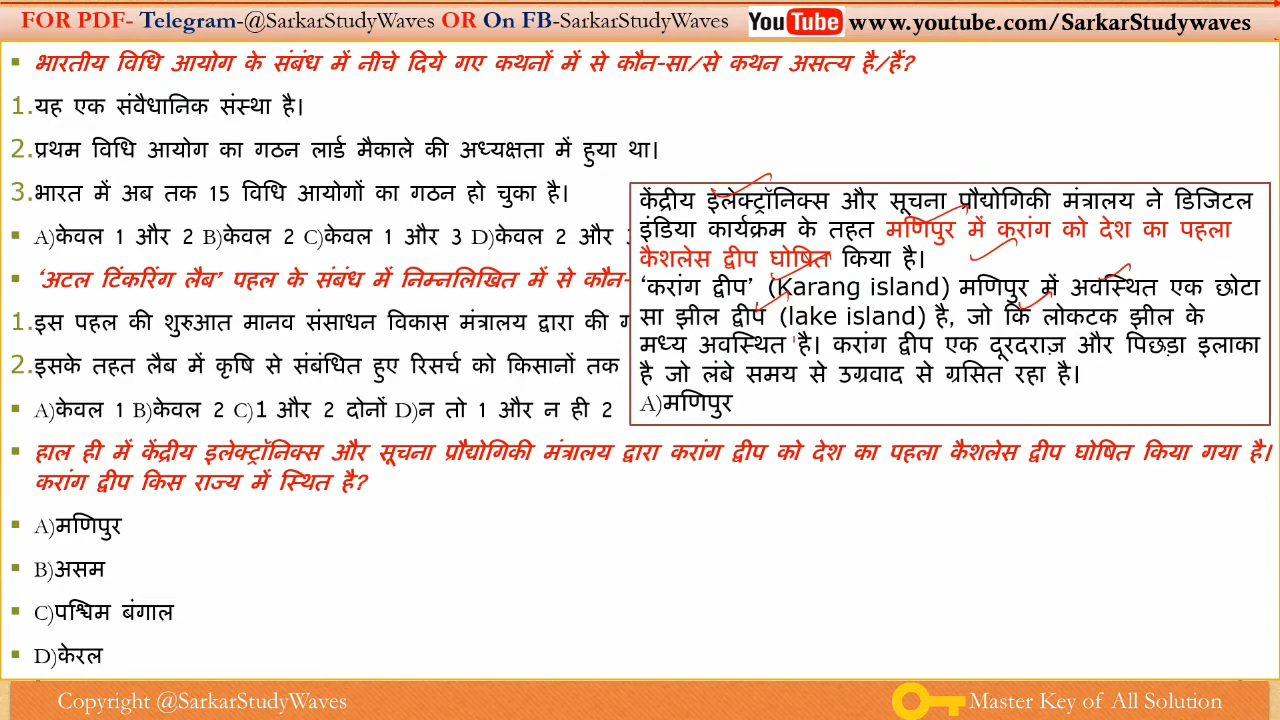 FOR PDF- Telegram-@SarkarStudyWaves OR On FB-SarkarStudyWaves YouTube www.youtube.com/SarkarStudywaves
भारतीय विधि आयोग के संबंध में नीचे दिये गए कथनों में से कौन-सा/से कथन असत्य है/हैं?
1.यह एक संवैधानिक संस्था है।
2.प्रथम विधि आयोग का गठन लार्ड मैकाले की अध्यक्षता में हुया था।
3.भारत में अब तक 15 विधि आयोगों का गठन हो चुका है।
A)केवल 1 और 2 B)केवल 2 C)केवल 1 और 3 D)केवल 2 और
‘अटल टिंकरिंग लैब’ पहल के संबंध में निम्नलिखित में से कौन-
1.इस पहल की शुरुआत मानव संसाधन विकास मंत्रालय द्वारा की
2.इसके तहत लैब में कृषि से संबंधित हुए रिसर्च को किसानों तक
A)केवल 1 B)केवल 2 C)1 और 2 दोनों D)न तो 1 और न ही 2
केंद्रीय इलेक्ट्रॉनिक्स और सूचना प्रौद्योगिकी मंत्रालय ने डिजिटल
इंडिया कार्यक्रम के तहत मणिपुर में करांग को देश का पहला
कैशलेस द्वीप घोषित किया है।
‘करांग द्वीप’ (Karang island) मणिपुर में अवस्थित एक छोटा
सा झील द्वीप (lake island) है, जो कि लोकटक झील के
मध्य अवस्थित है। करांग द्वीप एक दूरदराज़ और पिछड़ा इलाका
है जो लंबे समय से उग्रवाद से ग्रसित रहा है।
A)मणिपुर
हाल ही में केंद्रीय इलेक्ट्रॉनिक्स और सूचना प्रौद्योगिकी मंत्रालय द्वारा करांग द्वीप को देश का पहला कैशलेस द्वीप घोषित किया गया है।
करांग द्वीप किस राज्य में स्थित है?
A)मणिपुर
B)असम
C)पश्चिम बंगाल
D)केरल
Copyright @SarkarStudyWaves Master Key of All Solution